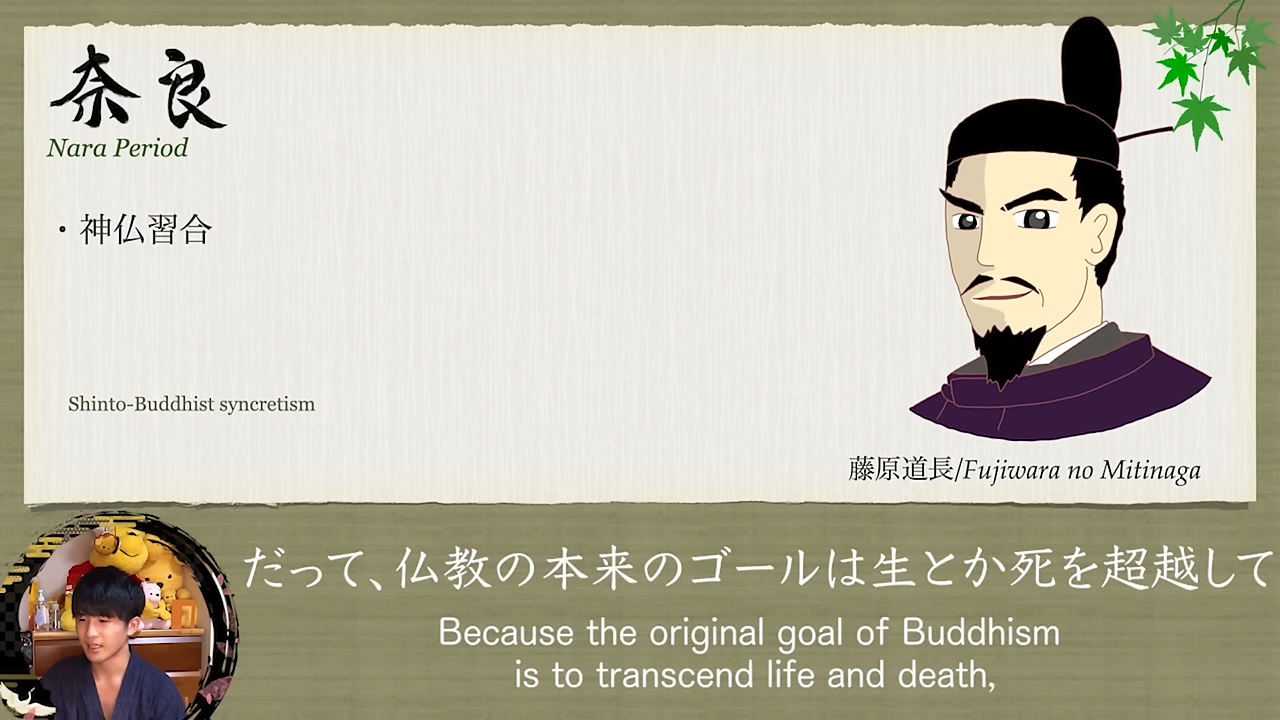 奈良
Nara Period
・神仏習合
Shinto-Buddhist syncretism
藤原道長/Fujiwara no Mitinaga
だって、仏教の本来のゴールは生とか死を超越して
Because the original goal of Buddhism
is to transcend life and death,